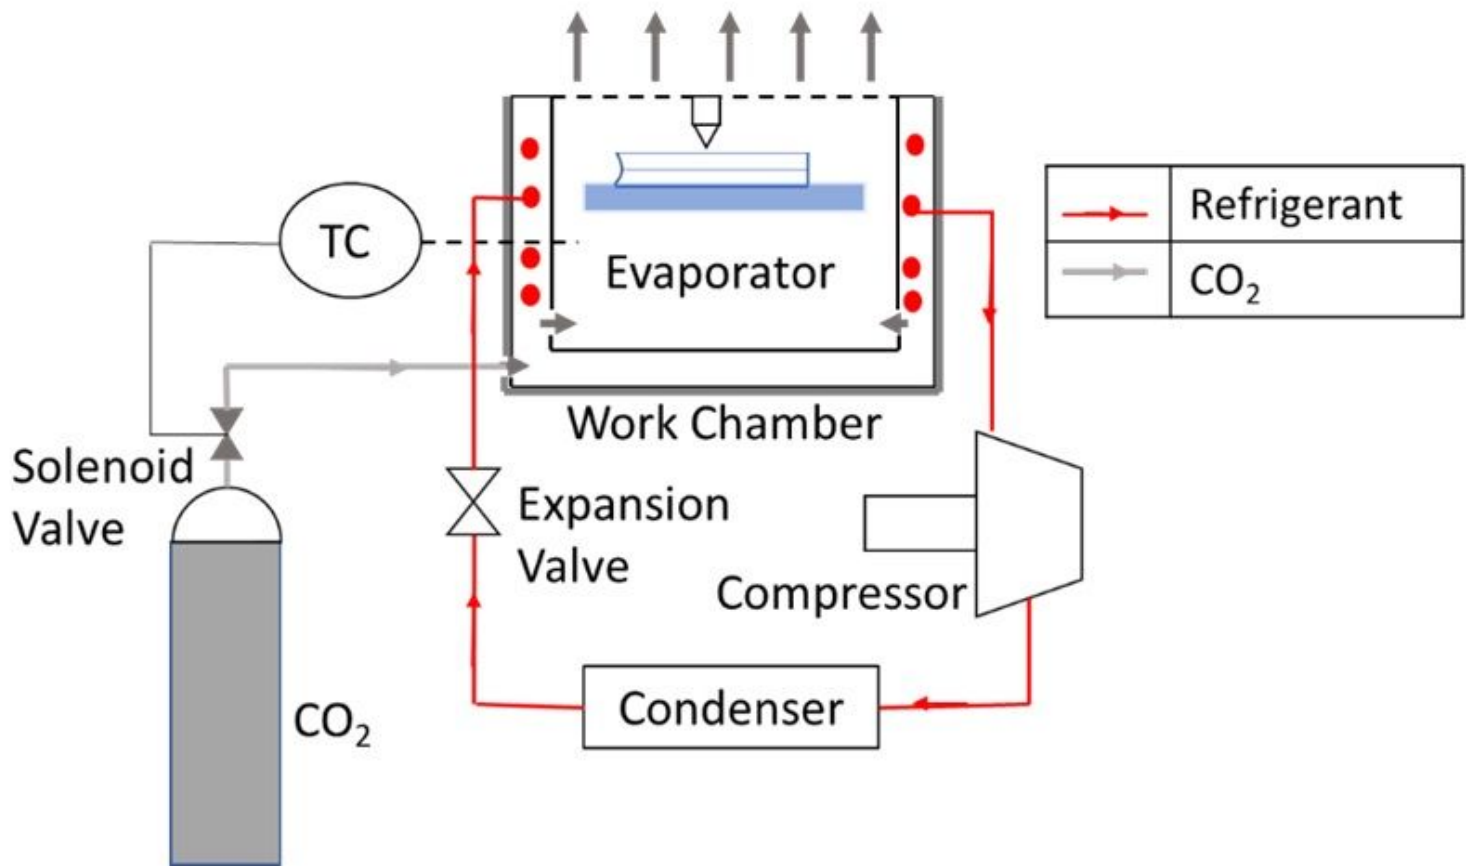 TC
Evaporator
Refrigerant
CO₂
Work Chamber
Solenoid
Valve
Expansion
Valve
Compressor
CO₂
Condenser